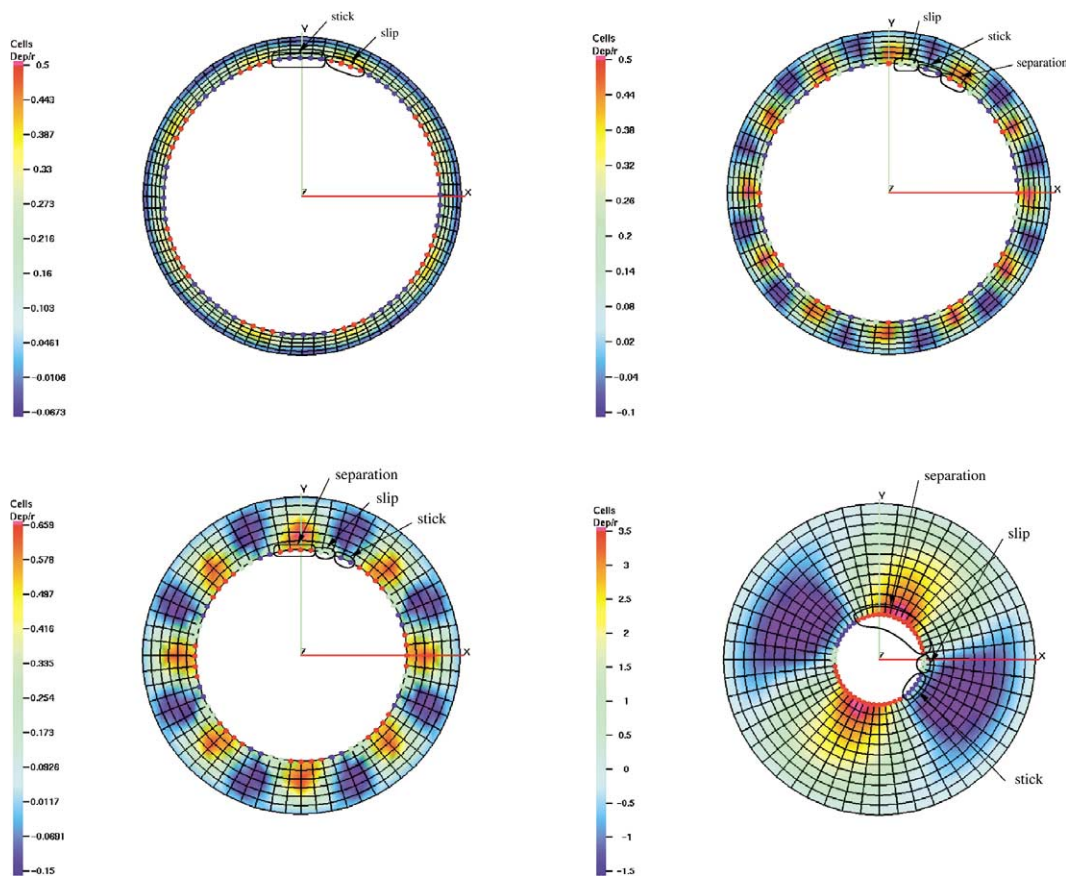 stick
slip
Cells
Dep/r
0.5
0.443
0.387
0.33
0.273
0.216
0.16
0.103
0.0461
-0.0106
-0.0673
Y
X
Z
slip
stick
separation
Cells
Dep/r
0.5
0.44
0.38
0.32
0.26
0.2
0.14
0.08
0.02
-0.04
-0.1
Y
X
Z
separation
slip
stick
Cells
Dep/r
0.659
0.578
0.497
0.416
0.335
0.254
0.173
0.0926
0.0117
-0.0691
-0.15
Y
X
Z
separation
slip
stick
Cells
Dep/r
3.5
3
2.5
2
1.5
1
0.5
0
-0.5
-1
-1.5
Y
X
Z